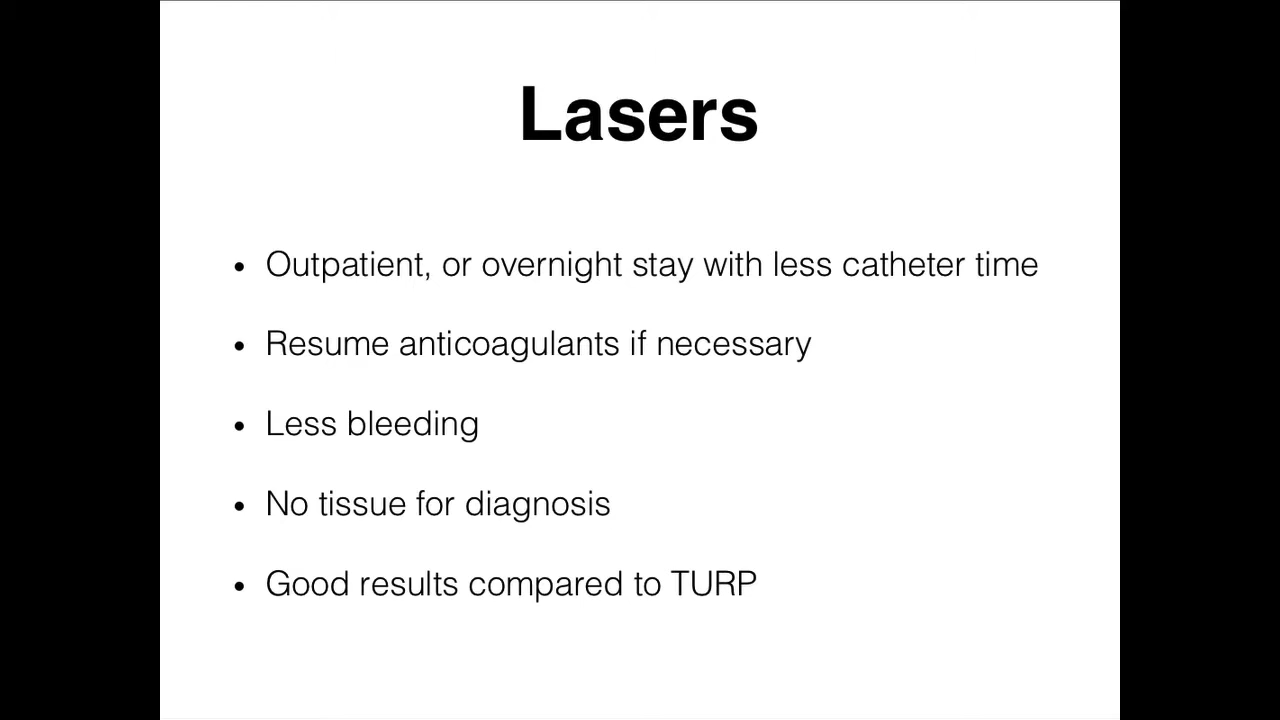 Lasers
• Outpatient, or overnight stay with less catheter time
• Resume anticoagulants if necessary
• Less bleeding
• No tissue for diagnosis
• Good results compared to TURP